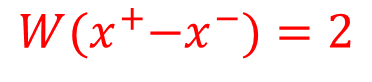 W(x⁺−x⁻) = 2